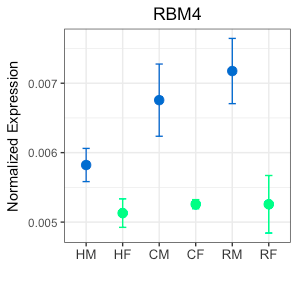 RBM4
Normalized Expression
0.007
0.006
0.005
HM HF CM CF RM RF